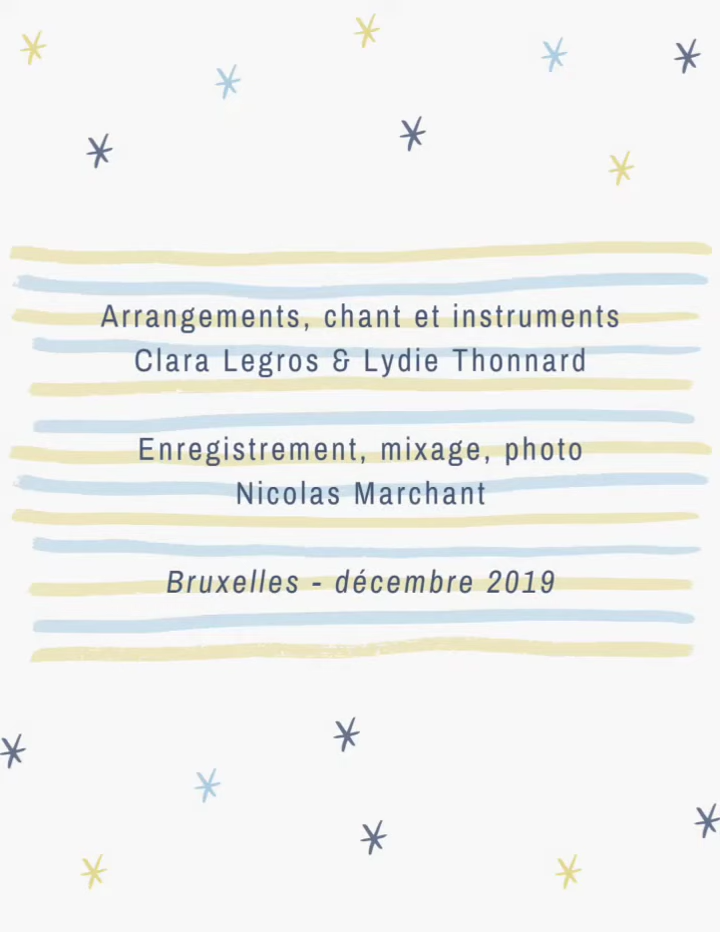 Arrangements, chant et instruments
Clara Legros & Lydie Thonnard
Enregistrement, mixage, photo
Nicolas Marchant
Bruxelles - décembre 2019